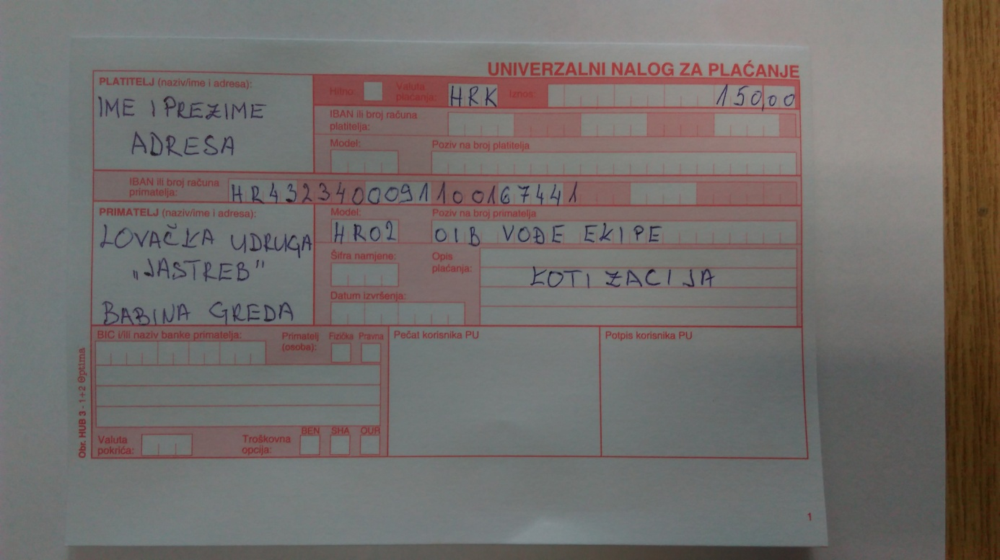 UNIVERZALNI NALOG ZA PLAĆANJE
PLATITELJ (naziv/ime i adresa):
IME I PREZIME
ADRESA
Hitno:
Valuta plaćanja: HRK
Iznos: 150,00
IBAN ili broj računa platitelja:
Model:
Poziv na broj platitelja
IBAN ili broj računa primatelja: HR43234000911100167441
PRIMATELJ (naziv/ime i adresa):
LOVAČKA UDRUGA
„JASTREB”
BABINA GREDA
Model:
HR02
Poziv na broj primatelja
OIB VOĐE EKIPE
Šifra namjene:
Opis plaćanja:
KOTIZACIJA
Datum izvršenja:
BIC i/ili naziv banke primatelja:
Primatelj (osoba):
Fizička Pravna
Pečat korisnika PU
Potpis korisnika PU
Valuta pokrića:
Troškovna opcija:
BEN SHA OUR
Obr. HUB 3 - 1+2 Optima
1